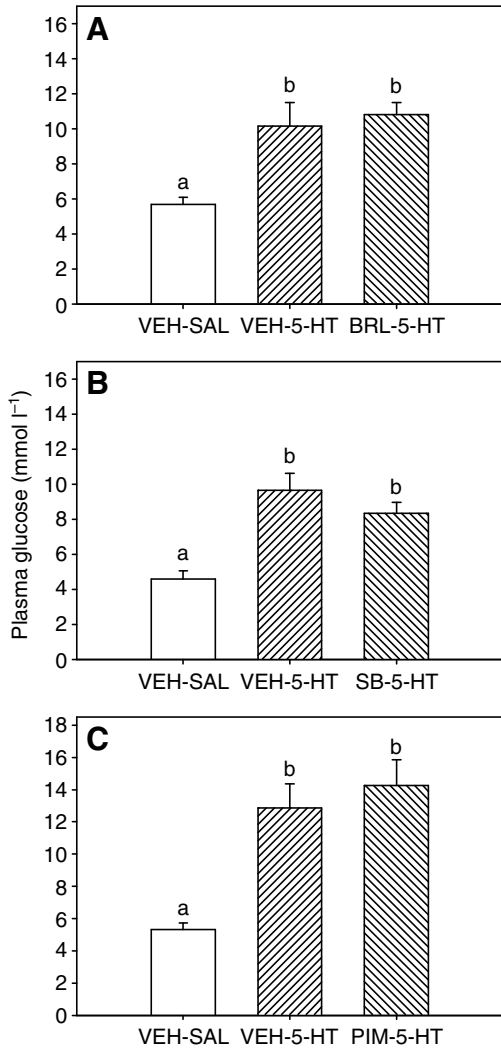 A
16
14
12
10
8
6
4
2
0
a
b
b
VEH-SAL VEH-5-HT BRL-5-HT
Plasma glucose (mmol l⁻¹)
B
16
14
12
10
8
6
4
2
0
a
b
b
VEH-SAL VEH-5-HT SB-5-HT
C
18
16
14
12
10
8
6
4
2
0
a
b
b
VEH-SAL VEH-5-HT PIM-5-HT